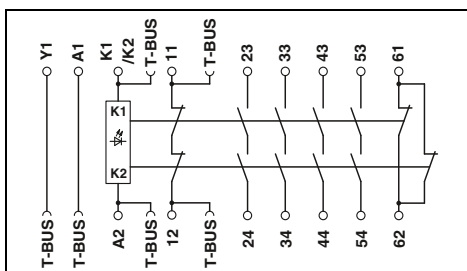 Y1
A1
K1
/K2
T-BUS
11
T-BUS
23
33
43
53
61
K1
K2
T-BUS
T-BUS
A2
T-BUS
12
T-BUS
24
34
44
54
62